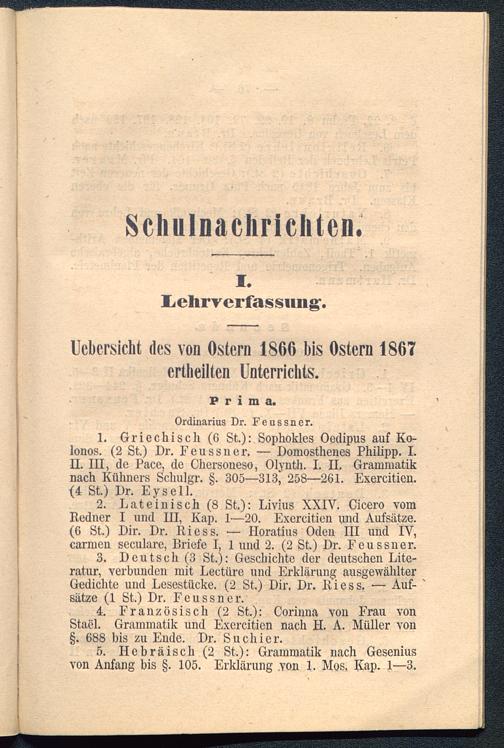 Schulnachrichten.
I.
Lehrverfassung.
Uebersicht des von Ostern 1866 bis Ostern 1867
ertheilten Unterrichts.
Prima.
Ordinarius Dr. Feussner.
1. Griechisch (6 St.): Sophokles Oedipus auf Ko-
lonos. (2 St.) Dr. Feussner. — Domosthenes Philipp. I.
II. III, de Pace, de Chersoneso, Olynth. I. II. Grammatik
nach Kühners Schulgr. §. 305—313, 258—261. Exercitien.
(4 St.) Dr. Eysell.
2. Lateinisch (8 St.): Livius XXIV. Cicero vom
Redner I und III, Kap. 1—20. Exercitien und Aufsätze.
(6 St.) Dir. Dr. Riess. — Horatius Oden III und IV,
carmen seculare, Briefe I, 1 und 2. (2 St.) Dr. Feussner.
3. Deutsch (3 St.): Geschichte der deutschen Lite-
ratur, verbunden mit Lectüre und Erklärung ausgewählter
Gedichte und Lesestücke. (2 St.) Dir. Dr. Riess. — Auf-
sätze (1 St.) Dr. Feussner.
4. Französisch (2 St.): Corinna von Frau von
Staël. Grammatik und Exercitien nach H. A. Müller von
§. 688 bis zu Ende. Dr. Suchier.
5. Hebräisch (2 St.): Grammatik nach Gesenius
von Anfang bis §. 105. Erklärung von 1. Mos. Kap. 1—3.